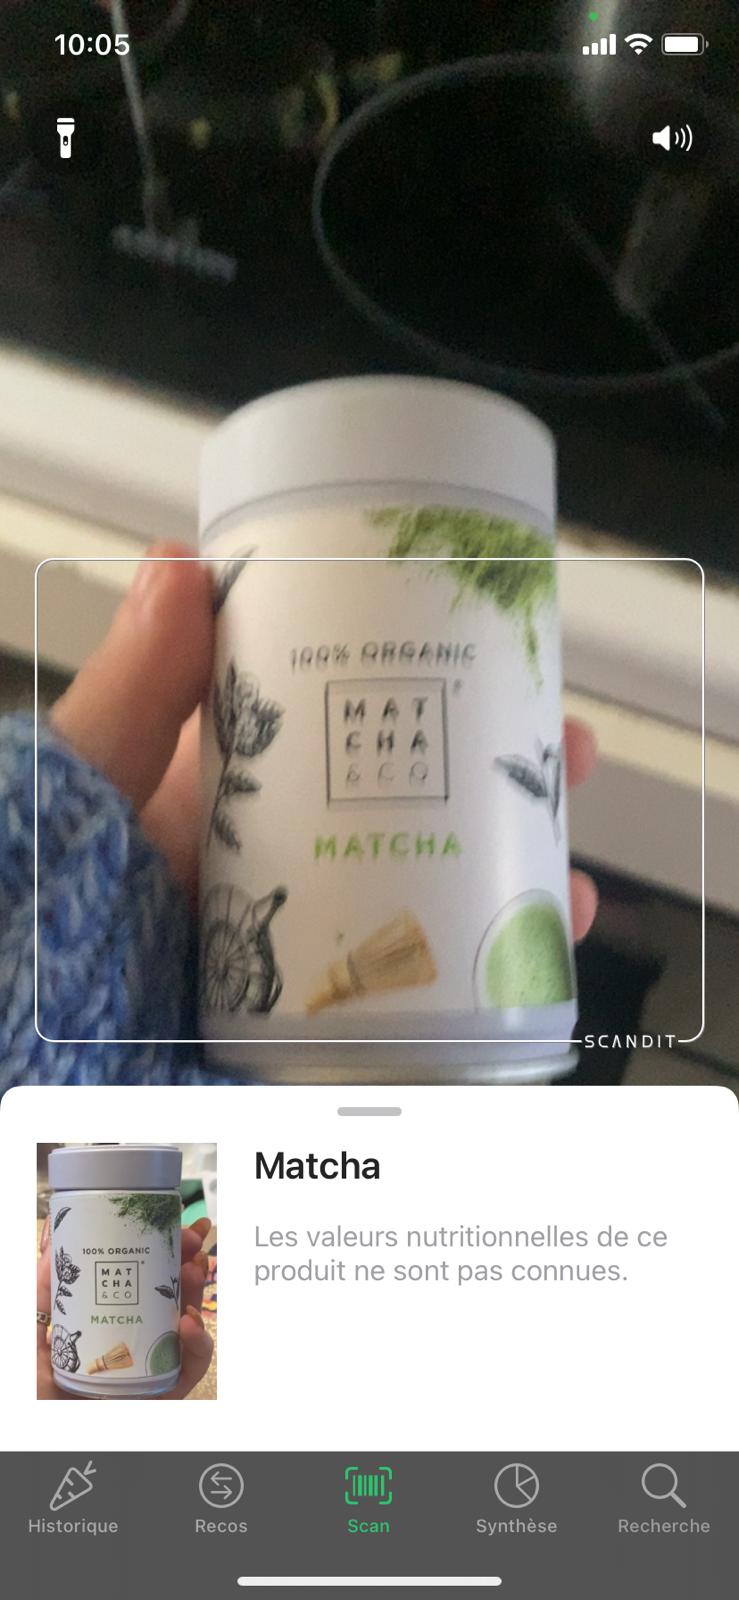 10:05
100% ORGANIC
MAT
CHA
& CO
MATCHA
SCANDIT
Matcha
Les valeurs nutritionnelles de ce
produit ne sont pas connues.
100% ORGANIC
MAT
CHA
& CO
MATCHA
Historique
Recos
Scan
Synthèse
Recherche